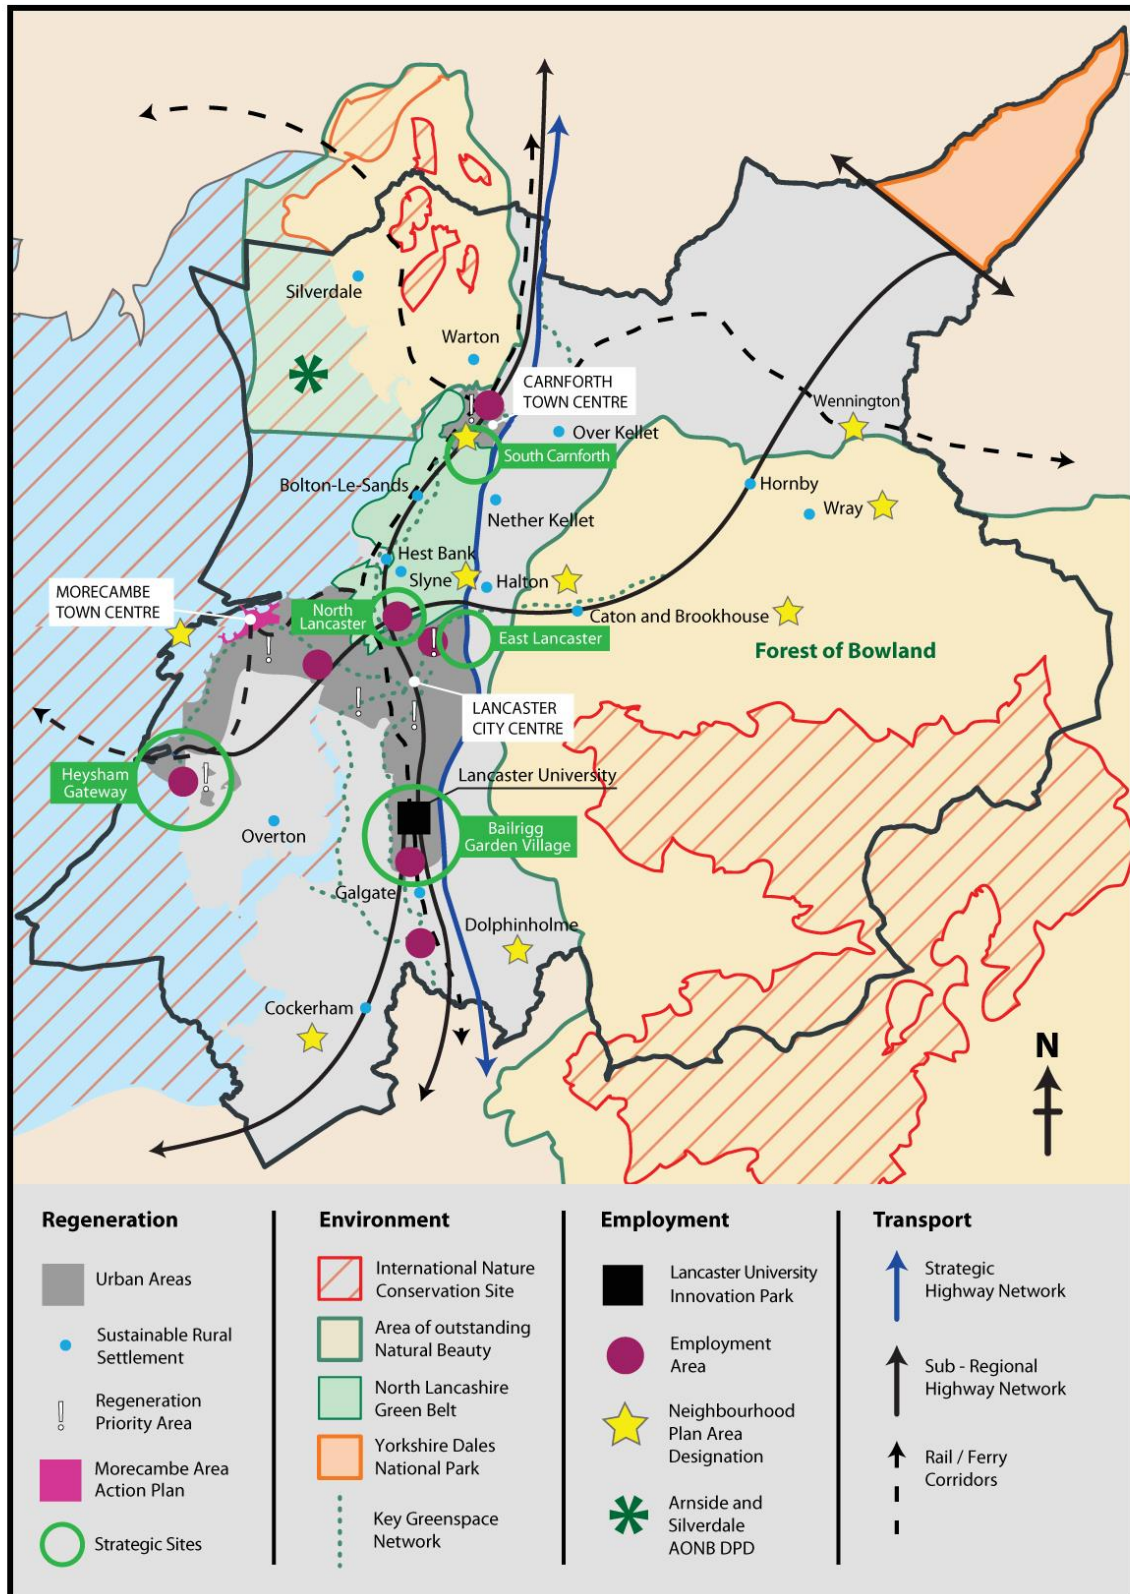 Silverdale
Warton
CARNFORTH
TOWN CENTRE
Wennington
Over Kellet
South Carnforth
Bolton-Le-Sands
Hornby
Nether Kellet
Wray
Hest Bank
Slyne
Halton
MORECAMBE
TOWN CENTRE
North
Lancaster
Caton and Brookhouse
East Lancaster
Forest of Bowland
LANCASTER
CITY CENTRE
Heysham
Gateway
Lancaster University
Overton
Bailrigg
Garden Village
Galgate
Dolphinholme
Cockerham
N
Regeneration
Urban Areas
Sustainable Rural
Settlement
Regeneration
Priority Area
Morecambe Area
Action Plan
Strategic Sites
Environment
International Nature
Conservation Site
Area of outstanding
Natural Beauty
North Lancashire
Green Belt
Yorkshire Dales
National Park
Key Greenspace
Network
Employment
Lancaster University
Innovation Park
Employment
Area
Neighbourhood
Plan Area
Designation
Arnside and
Silverdale
AONB DPD
Transport
Strategic
Highway Network
Sub - Regional
Highway Network
Rail / Ferry
Corridors